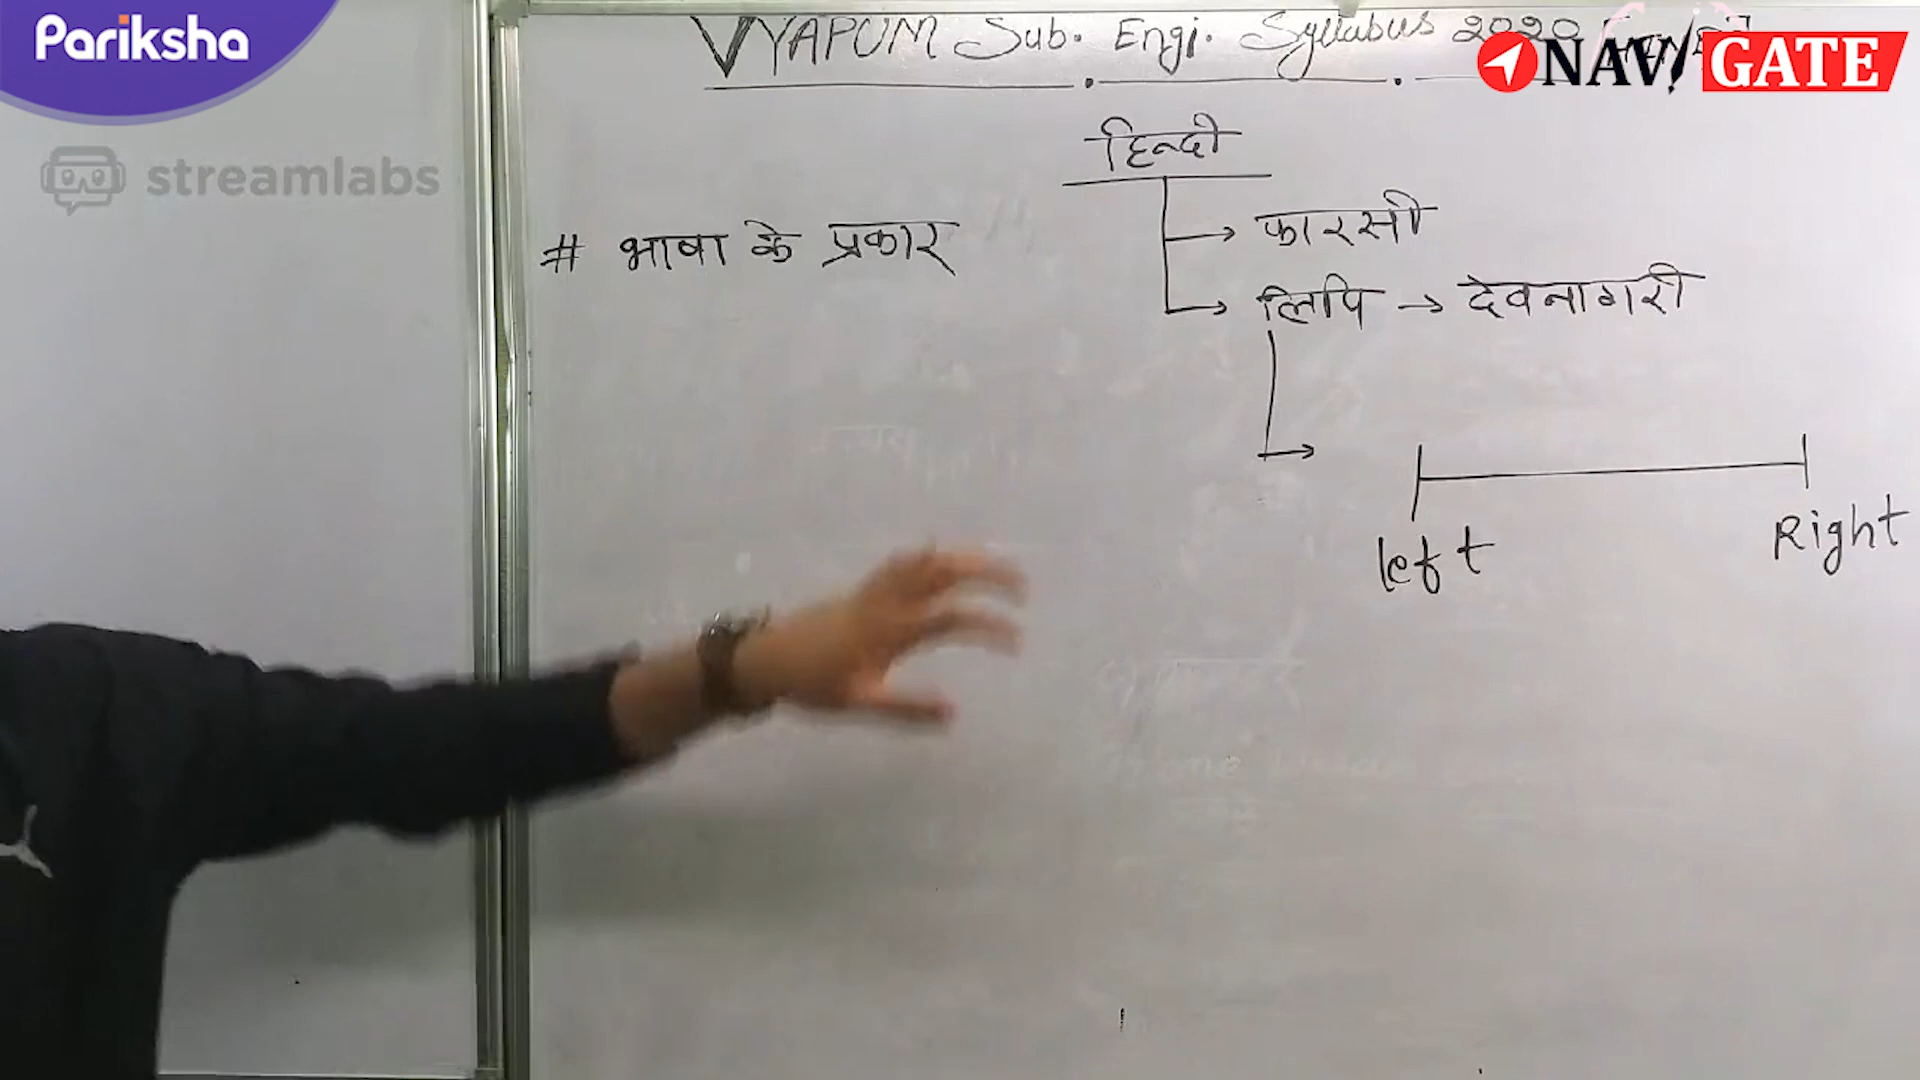 Pariksha
streamlabs
NAVIGATE
VYAPUM Sub. Engi. Syllabus 2020
हिन्दी
फारसी
# भाषा के प्रकार
लिपि → देवनागरी
left
Right